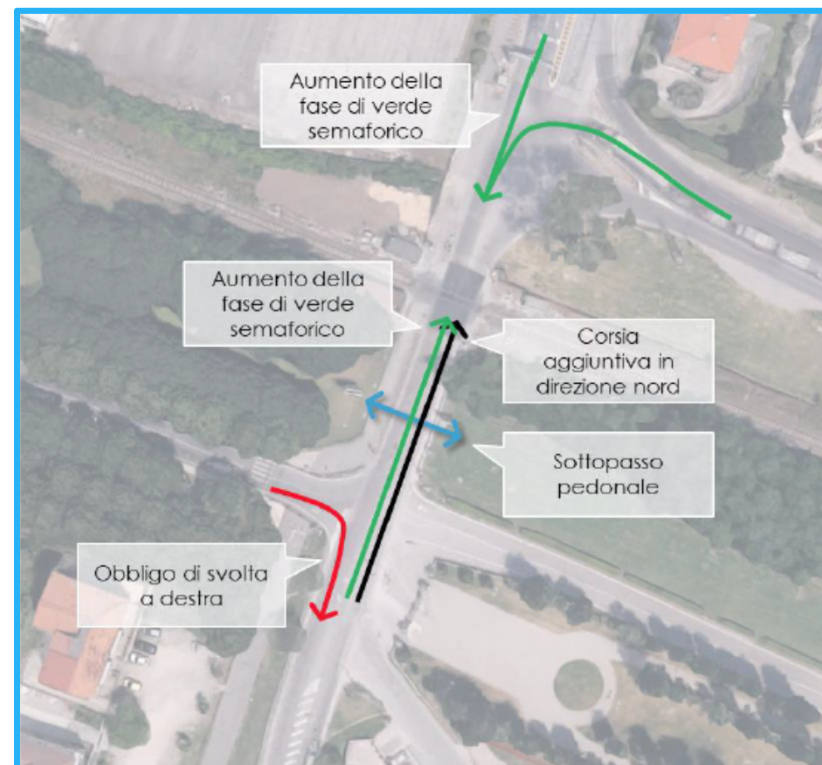 Aumento della
fase di verde
semaforico
Aumento della
fase di verde
semaforico
Corsia
aggiuntiva in
direzione nord
Sottopasso
pedonale
Obbligo di svolta
a destra